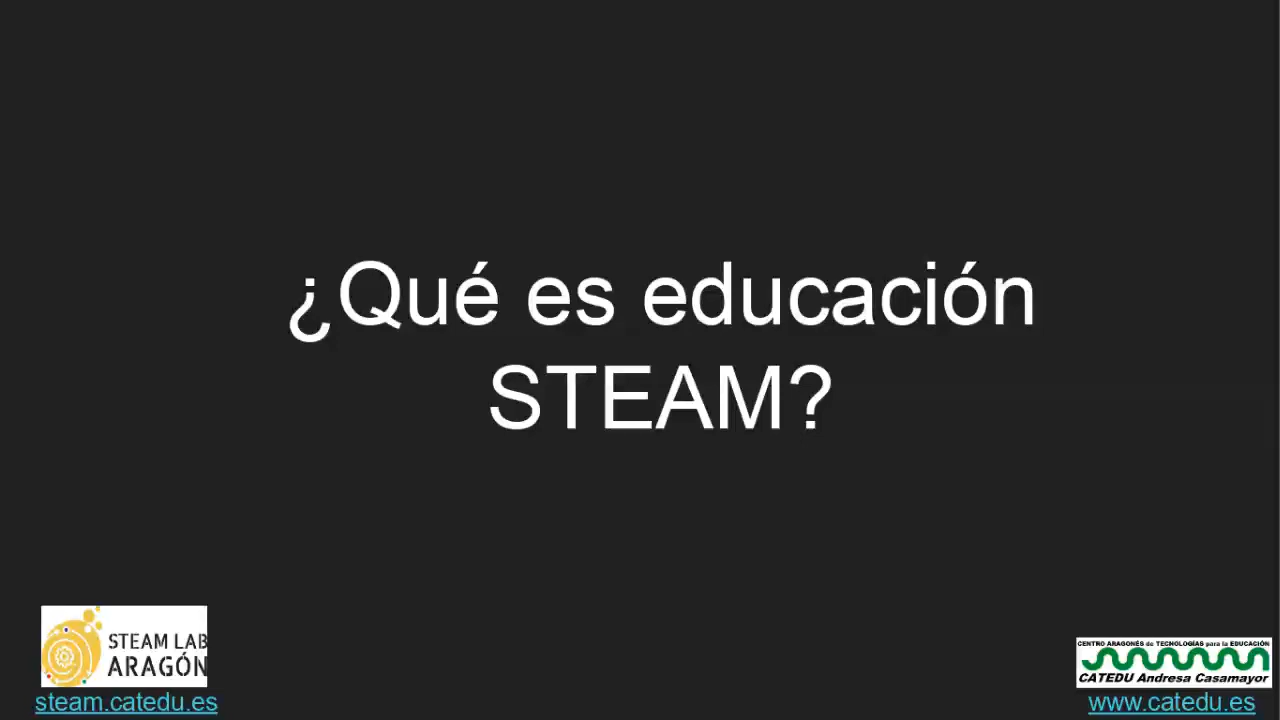 ¿Qué es educación
STEAM?
STEAM LAB
ARAGÓN
steam.catedu.es
CENTRO ARAGONÉS de TECNOLOGÍAS para la EDUCACIÓN
CATEDU Andresa Casamayor
www.catedu.es